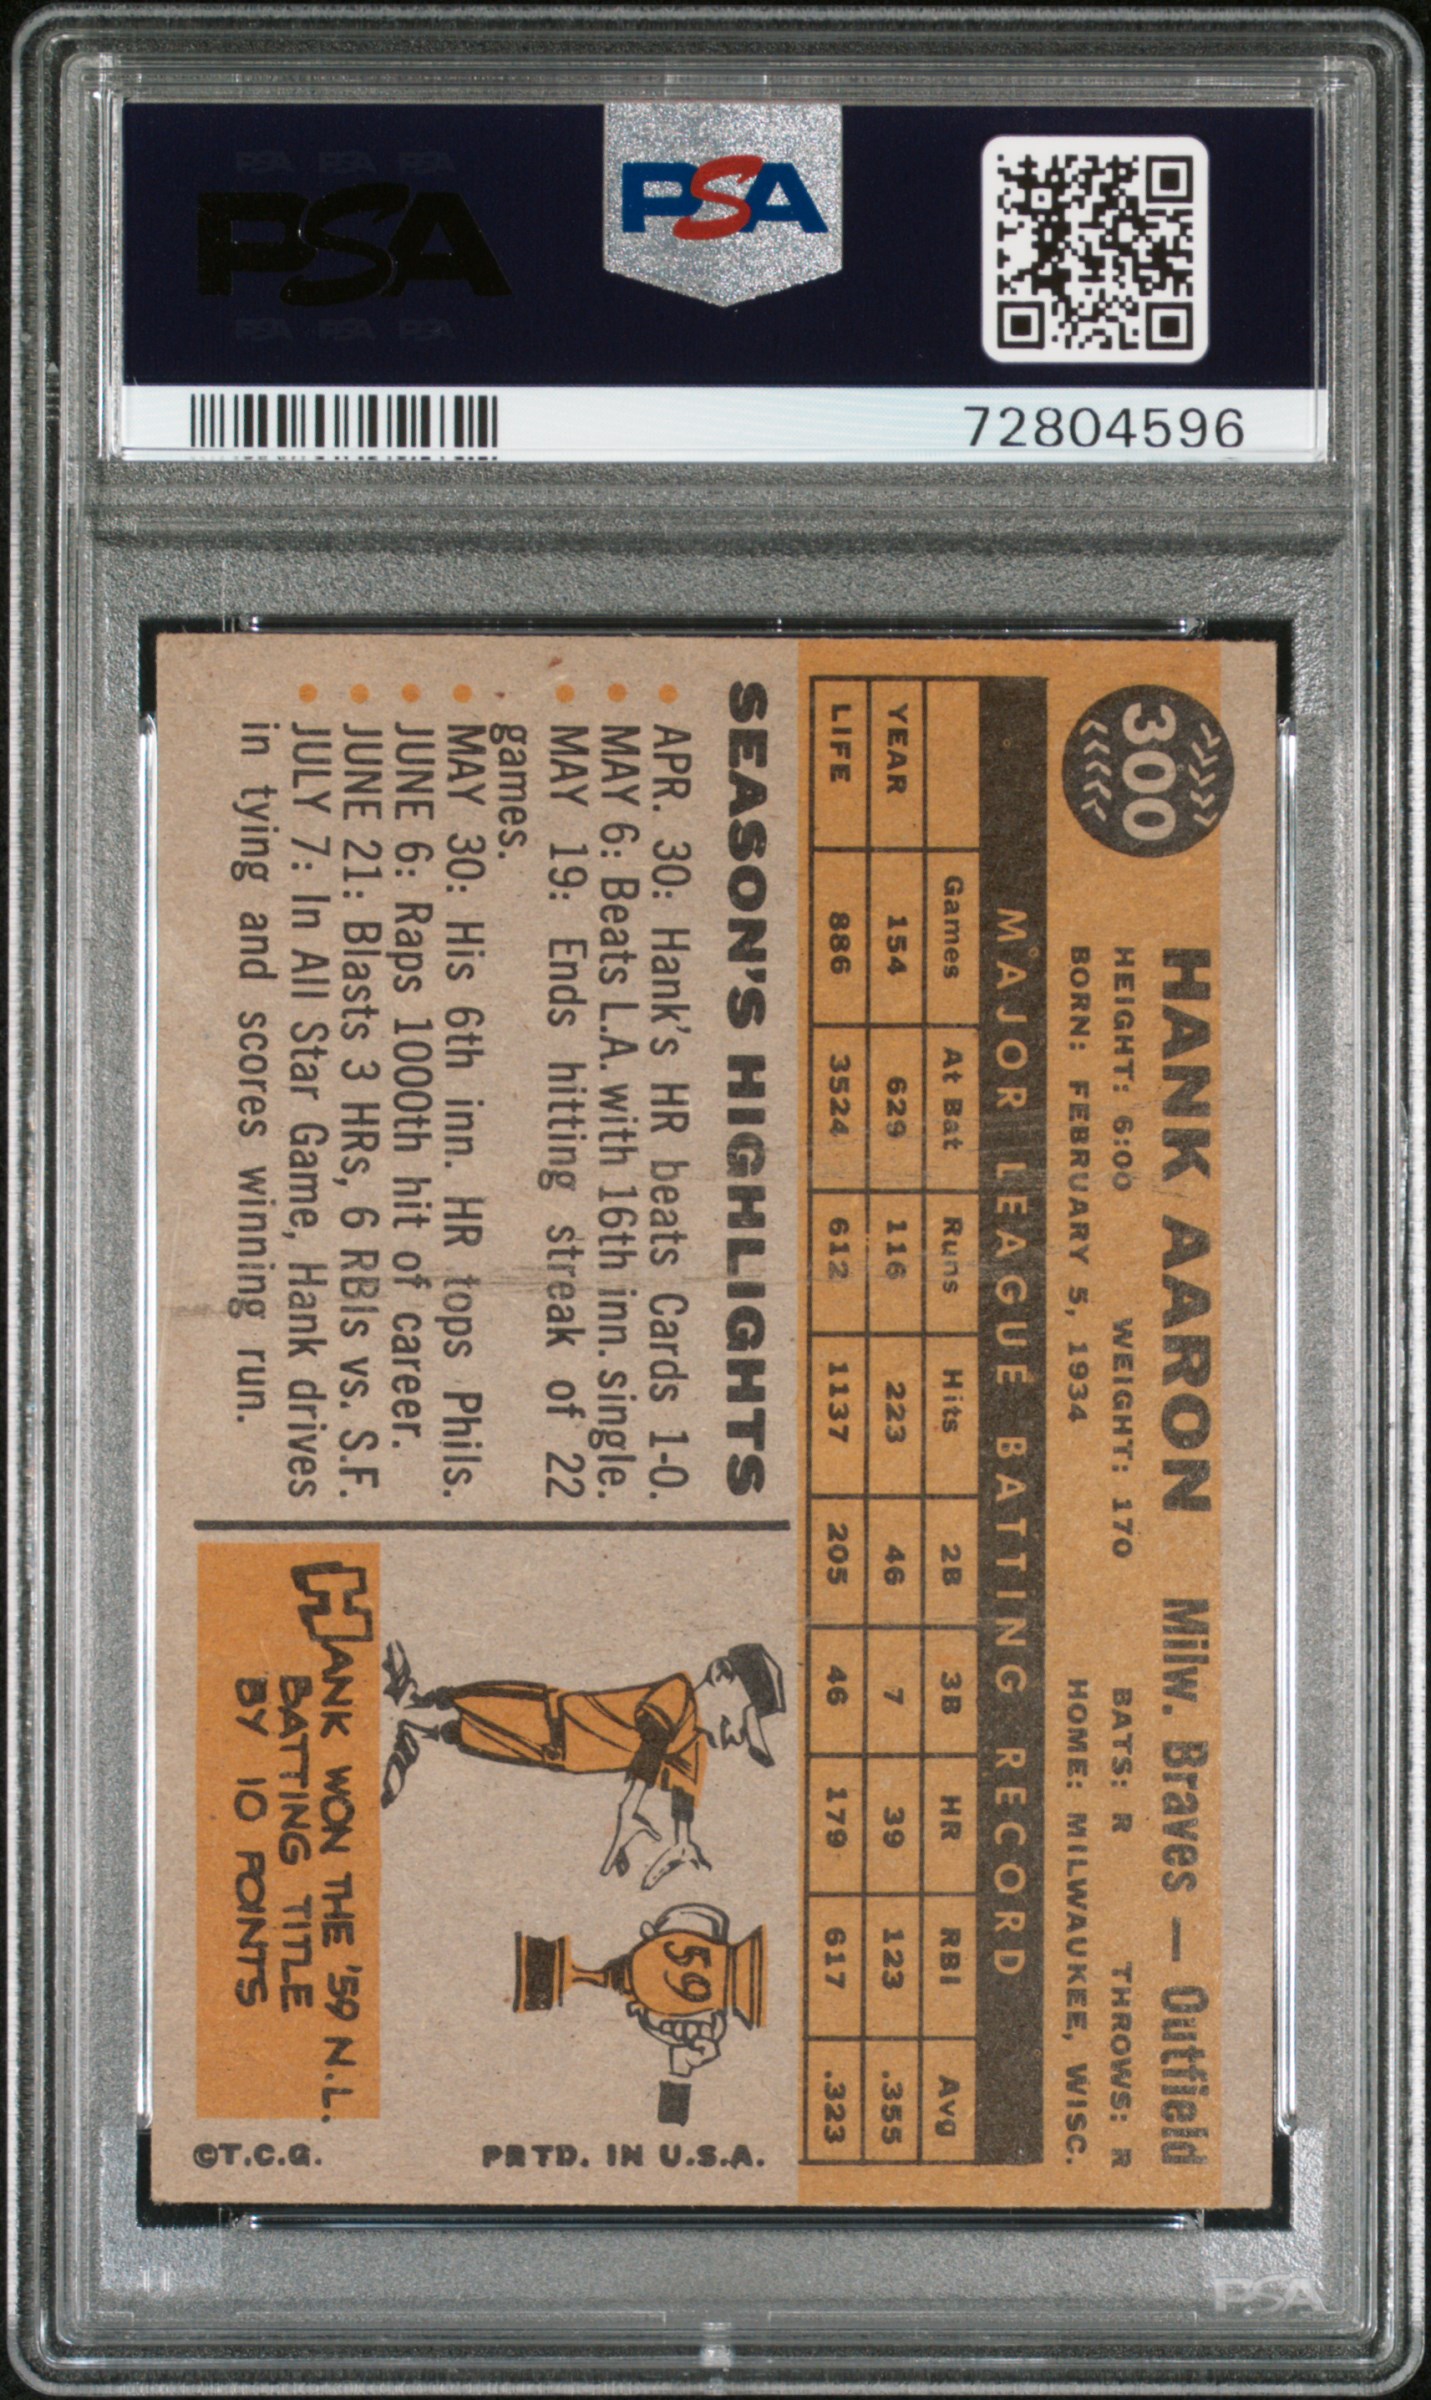 PSA PSA PSA
PSA
PSA PSA PSA
PSA
72804596
300
HANK AARON Milw. Braves — Outfield
HEIGHT: 6:00 WEIGHT: 170 BATS: R THROWS: R
BORN: FEBRUARY 5, 1934 HOME: MILWAUKEE, WISC.
MAJOR LEAGUE BATTING RECORD
Games At Bat Runs Hits 2B 3B HR RBI Avg
YEAR 154 629 116 223 46 7 39 123 .355
LIFE 886 3524 612 1137 205 46 179 617 .323
SEASON'S HIGHLIGHTS
• APR. 30: Hank's HR beats Cards 1-0.
• MAY 6: Beats L.A. with 16th inn. single.
• MAY 19: Ends hitting streak of 22
games.
• MAY 30: His 6th inn. HR tops Phils.
• JUNE 6: Raps 1000th hit of career.
• JUNE 21: Blasts 3 HRs, 6 RBIs vs. S.F.
• JULY 7: In All Star Game, Hank drives
in tying and scores winning run.
59
HANK WON THE '59 N.L.
BATTING TITLE
BY 10 POINTS
PRTD. IN U.S.A.
©T.C.G.
PSA